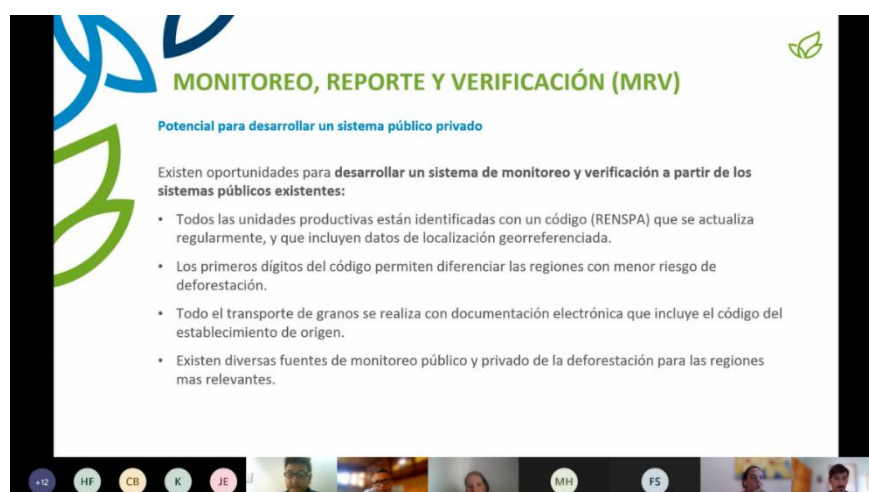 MONITOREO, REPORTE Y VERIFICACIÓN (MRV)
Potencial para desarrollar un sistema público privado
Existen oportunidades para desarrollar un sistema de monitoreo y verificación a partir de los
sistemas públicos existentes:
• Todos las unidades productivas están identificadas con un código (RENSPA) que se actualiza
regularmente, y que incluyen datos de localización georreferenciada.
• Los primeros dígitos del código permiten diferenciar las regiones con menor riesgo de
deforestación.
• Todo el transporte de granos se realiza con documentación electrónica que incluye el código del
establecimiento de origen.
• Existen diversas fuentes de monitoreo público y privado de la deforestación para las regiones
mas relevantes.
+12 HF CB K JE MH FS